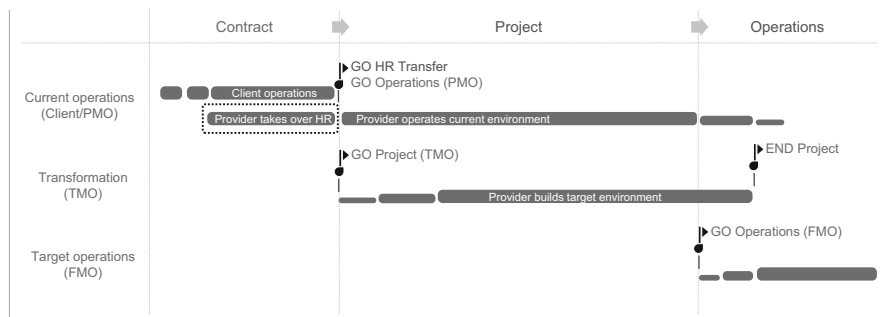 Contract
Project
Operations
Current operations
(Client/PMO)
Client operations
GO HR Transfer
GO Operations (PMO)
Provider takes over HR
Provider operates current environment
Transformation
(TMO)
GO Project (TMO)
END Project
Provider builds target environment
Target operations
(FMO)
GO Operations (FMO)